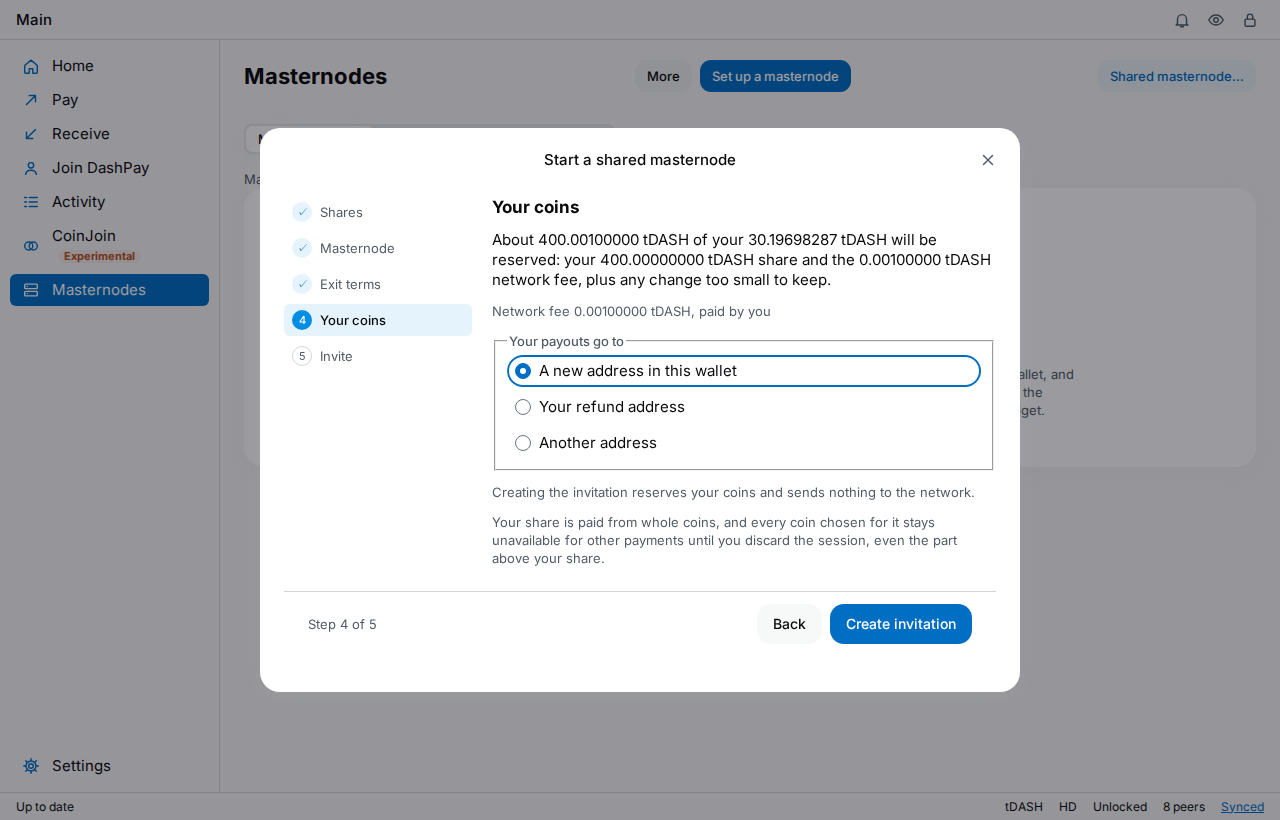 Main
Home
Pay
Receive
Join DashPay
Activity
CoinJoin
Experimental
Masternodes
Settings
Masternodes
More
Set up a masternode
Shared masternode...
Start a shared masternode
Shares
Masternode
Exit terms
4 Your coins
5 Invite
Your coins
About 400.00100000 tDASH of your 30.19698287 tDASH will be
reserved: your 400.00000000 tDASH share and the 0.00100000 tDASH
network fee, plus any change too small to keep.
Network fee 0.00100000 tDASH, paid by you
Your payouts go to
A new address in this wallet
Your refund address
Another address
Creating the invitation reserves your coins and sends nothing to the network.
Your share is paid from whole coins, and every coin chosen for it stays
unavailable for other payments until you discard the session, even the part
above your share.
Step 4 of 5
Back
Create invitation
and
the
Up to date
tDASH
HD
Unlocked
8 peers
Synced